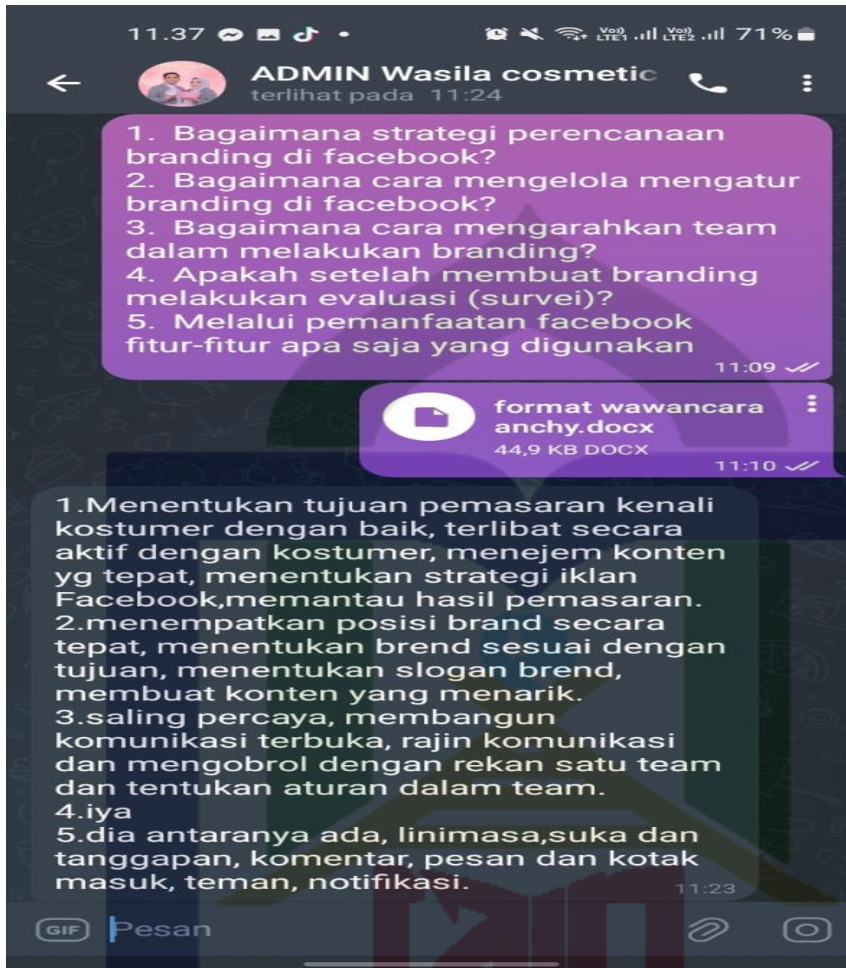 11.37
LTE1 LTE2 71%
ADMIN Wasila cosmetic
terlihat pada 11:24
1. Bagaimana strategi perencanaan
branding di facebook?
2. Bagaimana cara mengelola mengatur
branding di facebook?
3. Bagaimana cara mengarahkan team
dalam melakukan branding?
4. Apakah setelah membuat branding
melakukan evaluasi (survei)?
5. Melalui pemanfaatan facebook
fitur-fitur apa saja yang digunakan
11:09
format wawancara
anchy.docx
44,9 KB DOCX
11:10
1.Menentukan tujuan pemasaran kenali
kostumer dengan baik, terlibat secara
aktif dengan kostumer, menejem konten
yg tepat, menentukan strategi iklan
Facebook,memantau hasil pemasaran.
2.menempatkan posisi brand secara
tepat, menentukan brend sesuai dengan
tujuan, menentukan slogan brend,
membuat konten yang menarik.
3.saling percaya, membangun
komunikasi terbuka, rajin komunikasi
dan mengobrol dengan rekan satu team
dan tentukan aturan dalam team.
4.iya
5.dia antaranya ada, linimasa,suka dan
tanggapan, komentar, pesan dan kotak
masuk, teman, notifikasi.
11:23
GIF Pesan